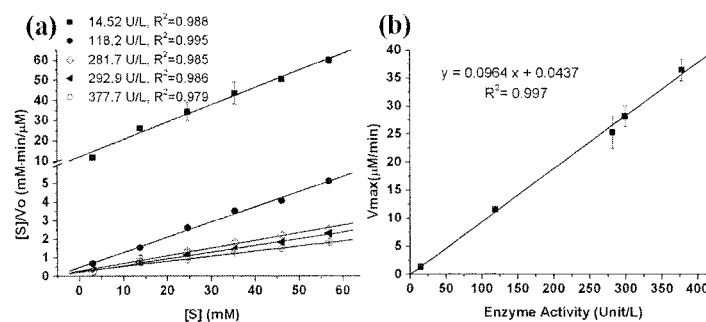 (a)
14.52 U/L, R²=0.988
118.2 U/L, R²=0.995
281.7 U/L, R²=0.985
292.9 U/L, R²=0.986
377.7 U/L, R²=0.979
[S]/Vo (mM·min/μM)
60
50
40
30
20
10
5
4
3
2
1
0
0 10 20 30 40 50 60
[S] (mM)
(b)
y = 0.0964 x + 0.0437
R²= 0.997
Vmax(μM/min)
40
35
30
25
20
15
10
5
0
0 100 200 300 400
Enzyme Activity (Unit/L)